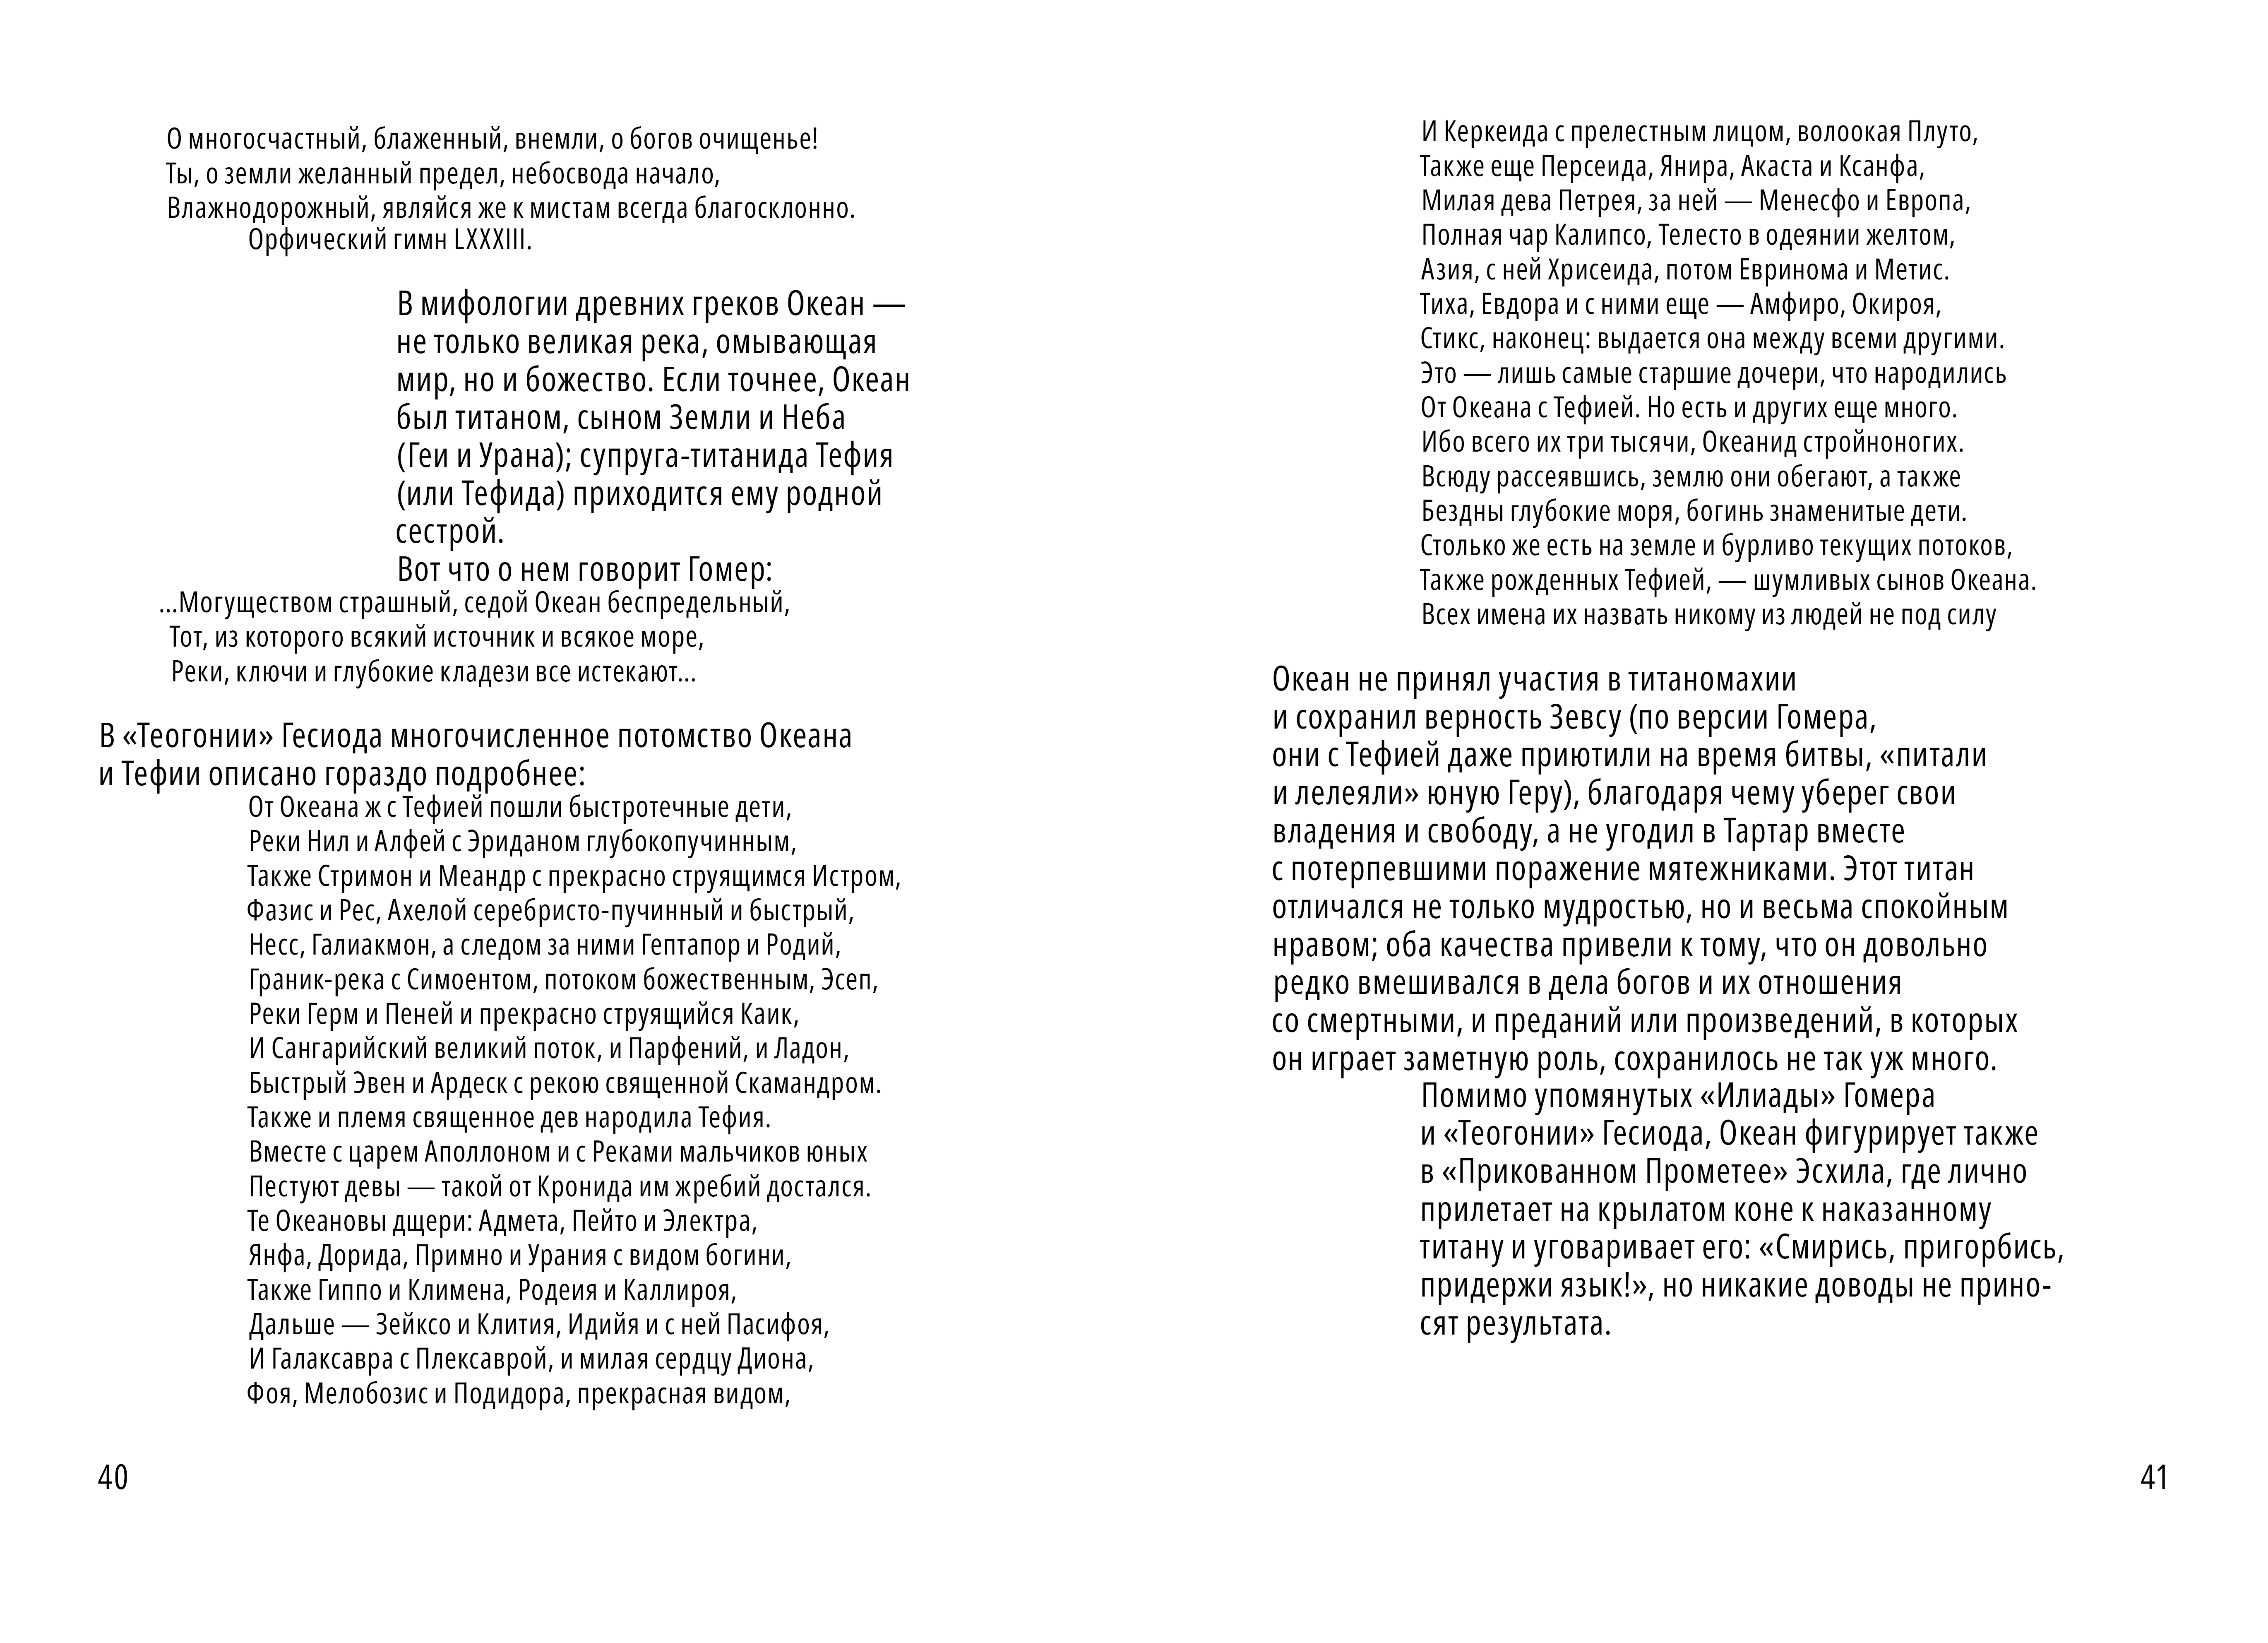 О многосчастный, блаженный, внемли, о богов очищенье!
Ты, о земли желанный предел, небосвода начало,
Влажнодорожный, являйся же к мистам всегда благосклонно.
Орфический гимн LXXXIII.
В мифологии древних греков Океан —
не только великая река, омывающая
мир, но и божество. Если точнее, Океан
был титаном, сыном Земли и Неба
(Геи и Урана); супруга-титанида Тефия
(или Тефида) приходится ему родной
сестрой.
Вот что о нем говорит Гомер:
...Могуществом страшный, седой Океан беспредельный,
Тот, из которого всякий источник и всякое море,
Реки, ключи и глубокие кладези все истекают...
В «Теогонии» Гесиода многочисленное потомство Океана
и Тефии описано гораздо подробнее:
От Океана ж с Тефией пошли быстротечные дети,
Реки Нил и Алфей с Эриданом глубокопучинным,
Также Стримон и Меандр с прекрасно струящимся Истром,
Фазис и Рес, Ахелой серебристо-пучинный и быстрый,
Несс, Галиакмон, а следом за ними Гептапор и Родий,
Граник-река с Симоентом, потоком божественным, Эсеп,
Реки Герм и Пеней и прекрасно струящийся Каик,
И Сангарийский великий поток, и Парфений, и Ладон,
Быстрый Эвен и Ардеск с рекою священной Скамандром.
Также и племя священное дев народила Тефия.
Вместе с царем Аполлоном и с Реками мальчиков юных
Пестуют девы — такой от Кронида им жребий достался.
Те Океановы дщери: Адмета, Пейто и Электра,
Янфа, Дорида, Примно и Урания с видом богини,
Также Гиппо и Климена, Родеия и Каллироя,
Дальше — Зейксо и Клития, Идийя и с ней Пасифоя,
И Галаксавра с Плексаврой, и милая сердцу Диона,
Фоя, Мелобозис и Подидора, прекрасная видом,
40
И Керкеида с прелестным лицом, волоокая Плуто,
Также еще Персеида, Янира, Акаста и Ксанфа,
Милая дева Петрея, за ней — Менесфо и Европа,
Полная чар Калипсо, Телесто в одеянии желтом,
Азия, с ней Хрисеида, потом Евринома и Метис.
Тиха, Евдора и с ними еще — Амфиро, Окироя,
Стикс, наконец: выдается она между всеми другими.
Это — лишь самые старшие дочери, что народились
От Океана с Тефией. Но есть и других еще много.
Ибо всего их три тысячи, Океанид стройноногих.
Всюду рассеявшись, землю они обегают, а также
Бездны глубокие моря, богинь знаменитые дети.
Столько же есть на земле и бурливо текущих потоков,
Также рожденных Тефией, — шумливых сынов Океана.
Всех имена их назвать никому из людей не под силу
Океан не принял участия в титаномахии
и сохранил верность Зевсу (по версии Гомера,
они с Тефией даже приютили на время битвы, «питали
и лелеяли» юную Геру), благодаря чему уберег свои
владения и свободу, а не угодил в Тартар вместе
с потерпевшими поражение мятежниками. Этот титан
отличался не только мудростью, но и весьма спокойным
нравом; оба качества привели к тому, что он довольно
редко вмешивался в дела богов и их отношения
со смертными, и преданий или произведений, в которых
он играет заметную роль, сохранилось не так уж много.
Помимо упомянутых «Илиады» Гомера
и «Теогонии» Гесиода, Океан фигурирует также
в «Прикованном Прометее» Эсхила, где лично
прилетает на крылатом коне к наказанному
титану и уговаривает его: «Смирись, пригорбись,
придержи язык!», но никакие доводы не прино-
сят результата.
41